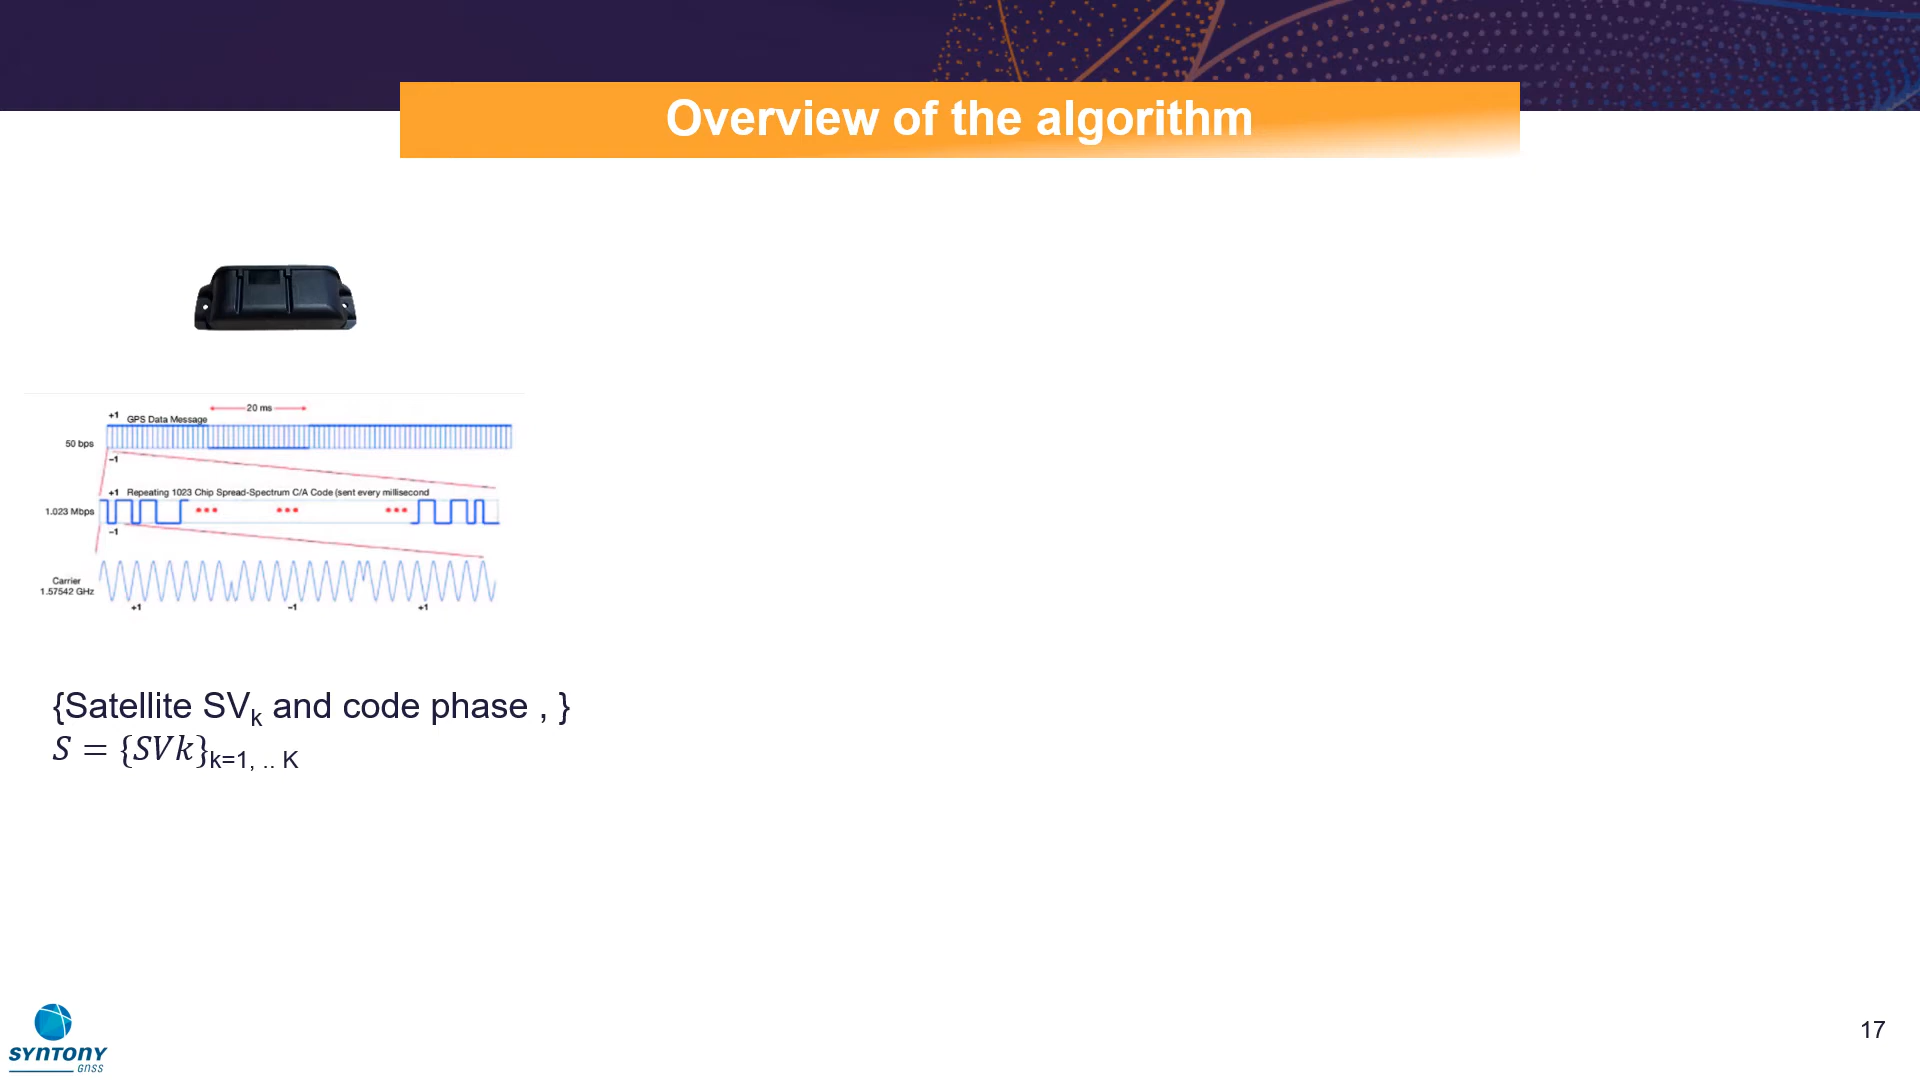 Overview of the algorithm
20 ms
+1 GPS Data Message
50 bps
−1
+1 Repeating 1023 Chip Spread-Spectrum C/A Code (sent every millisecond
1.023 Mbps
−1
Carrier
1.57542 GHz
+1 −1 +1
{Satellite SVk and code phase , }
S = {SVk}k=1, .. K
SYNTONY
GNSS
17